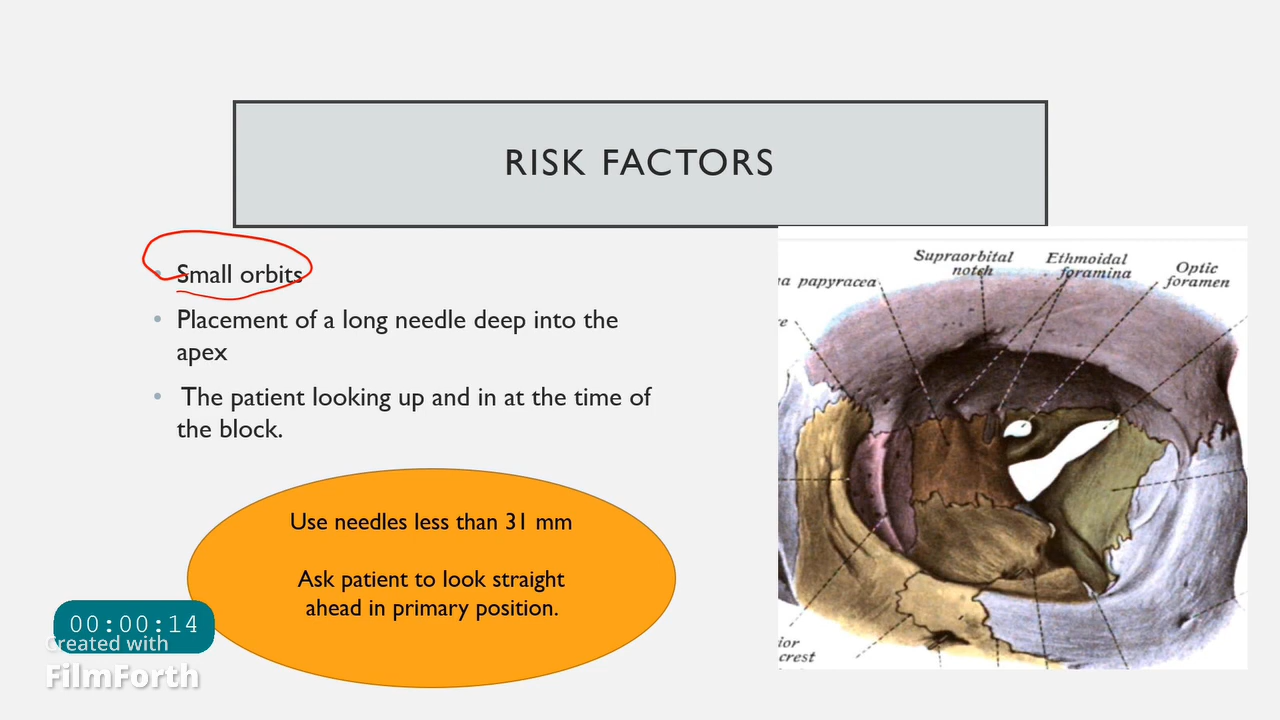 RISK FACTORS
• Small orbits
• Placement of a long needle deep into the
apex
• The patient looking up and in at the time of
the block.
Use needles less than 31 mm
Ask patient to look straight
ahead in primary position.
Supraorbital
notch
Ethmoidal
foramina
Optic
foramen
a papyracea
crest
00:00:14
Created with
FilmForth